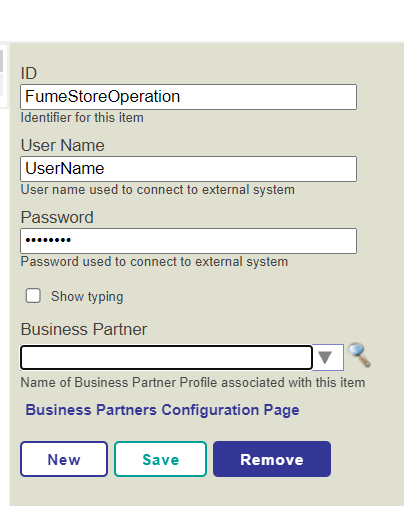 ID
FumeStoreOperation
Identifier for this item
User Name
UserName
User name used to connect to external system
Password
••••••••
Password used to connect to external system
Show typing
Business Partner
Name of Business Partner Profile associated with this item
Business Partners Configuration Page
New Save Remove